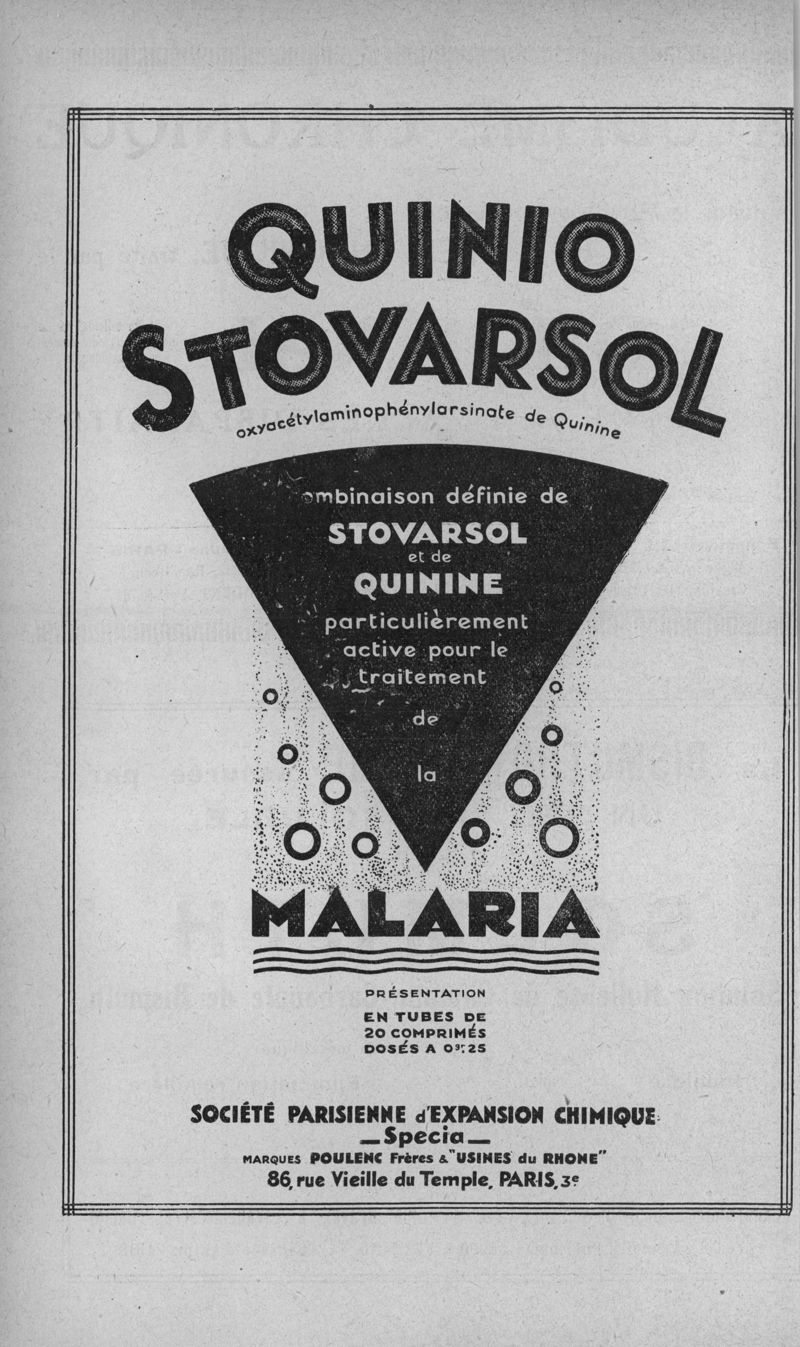 QUINIO
STOVARSOL
oxyacétylaminophénylarsinate de Quinine
ombinaison définie de
STOVARSOL
et de
QUININE
particulièrement
active pour le
traitement
de
la
MALARIA
PRÉSENTATION
EN TUBES DE
20 COMPRIMÉS
DOSÉS A 0gr.25
SOCIÉTÉ PARISIENNE d'EXPANSION CHIMIQUE
_Specia_
MARQUES POULENC Frères & "USINES du RHONE"
86, rue Vieille du Temple, PARIS, 3e